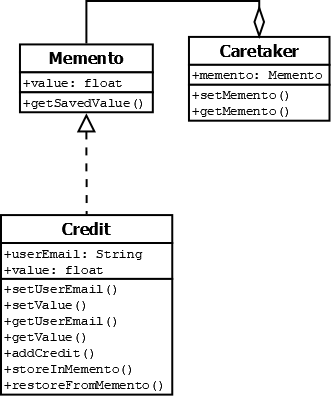 Memento
+value: float
+getSavedValue()
Caretaker
+memento: Memento
+setMemento()
+getMemento()
Credit
+userEmail: String
+value: float
+setUserEmail()
+setValue()
+getUserEmail()
+getValue()
+addCredit()
+storeInMemento()
+restoreFromMemento()